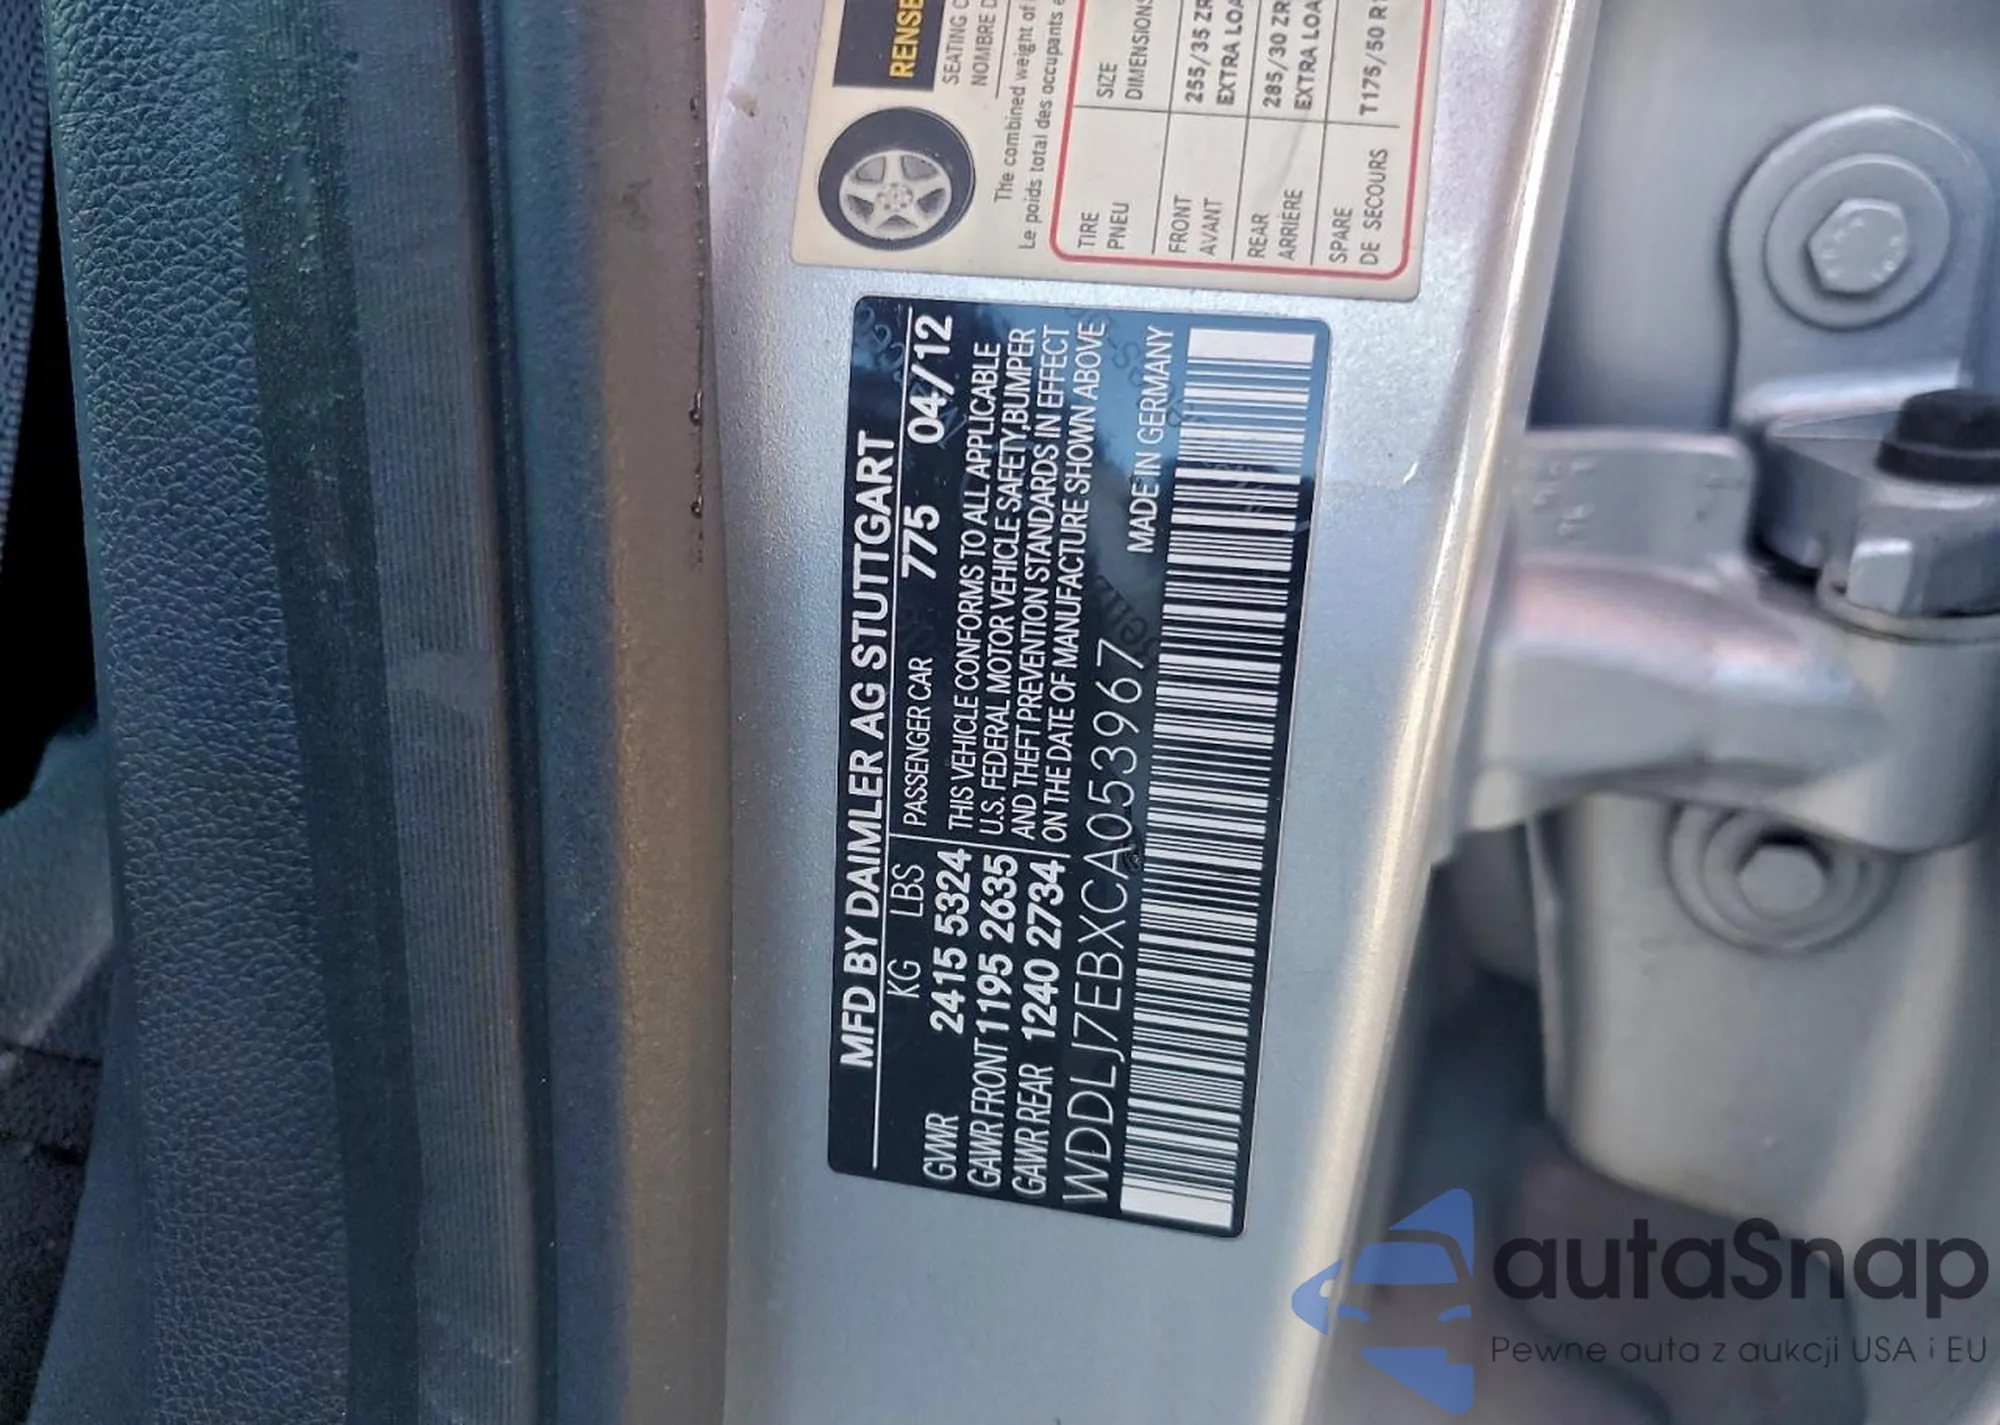 RENSE
SEATING C
NOMBRE D
The combined weight of
Le poids total des occupants e
TIRE SIZE
PNEU DIMENSIONS
FRONT 255/35 ZR
AVANT EXTRA LOA
REAR 285/30 ZR
ARRIÈRE EXTRA LOA
SPARE T175/50 R1
DE SECOURS
MFD BY DAIMLER AG STUTTGART
KG LBS PASSENGER CAR 775 04/12
GVWR 2415 5324 THIS VEHICLE CONFORMS TO ALL APPLICABLE
GAWR FRONT 1195 2635 U.S. FEDERAL MOTOR VEHICLE SAFETY,BUMPER
GAWR REAR 1240 2734 AND THEFT PREVENTION STANDARDS IN EFFECT
ON THE DATE OF MANUFACTURE SHOWN ABOVE
WDDLJ7EBXCA053967 MADE IN GERMANY
autaSnap
Pewne auta z aukcji USA i EU